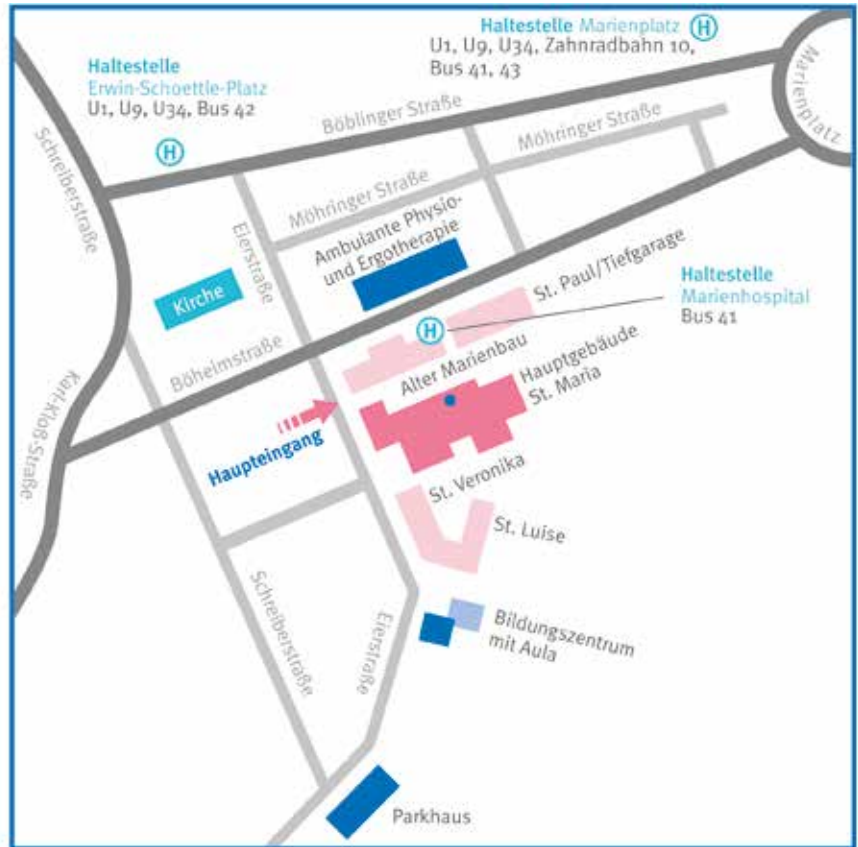 Haltestelle Marienplatz H
U1, U9, U34, Zahnradbahn 10,
Bus 41, 43
Haltestelle
Erwin-Schoettle-Platz
U1, U9, U34, Bus 42
H
Marienplatz
Böblinger Straße
Schreiberstraße
Möhringer Straße
Möhringer Straße
Eierstraße
Ambulante Physio-
und Ergotherapie
Kirche
St. Paul/Tiefgarage
Haltestelle
Marienhospital
Bus 41
H
Böheimstraße
Alter Marienbau
Hauptgebäude
St. Maria
Karl-Kloß-Straße
Haupteingang
St. Veronika
St. Luise
Schreiberstraße
Eierstraße
Bildungszentrum
mit Aula
Parkhaus